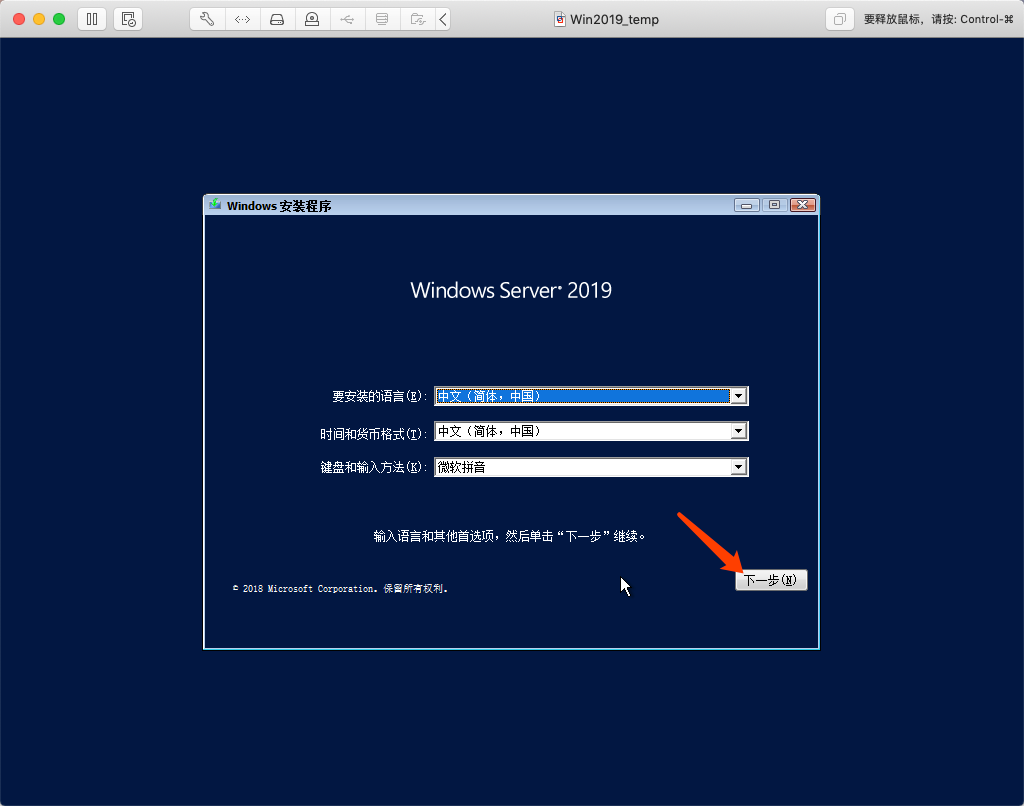 Win2019_temp
要释放鼠标，请按: Control-⌘
Windows 安装程序
Windows Server® 2019
要安装的语言(E): 中文（简体，中国）
时间和货币格式(T): 中文（简体，中国）
键盘和输入方法(K): 微软拼音
输入语言和其他首选项，然后单击“下一步”继续。
© 2018 Microsoft Corporation。保留所有权利。
下一步(N)